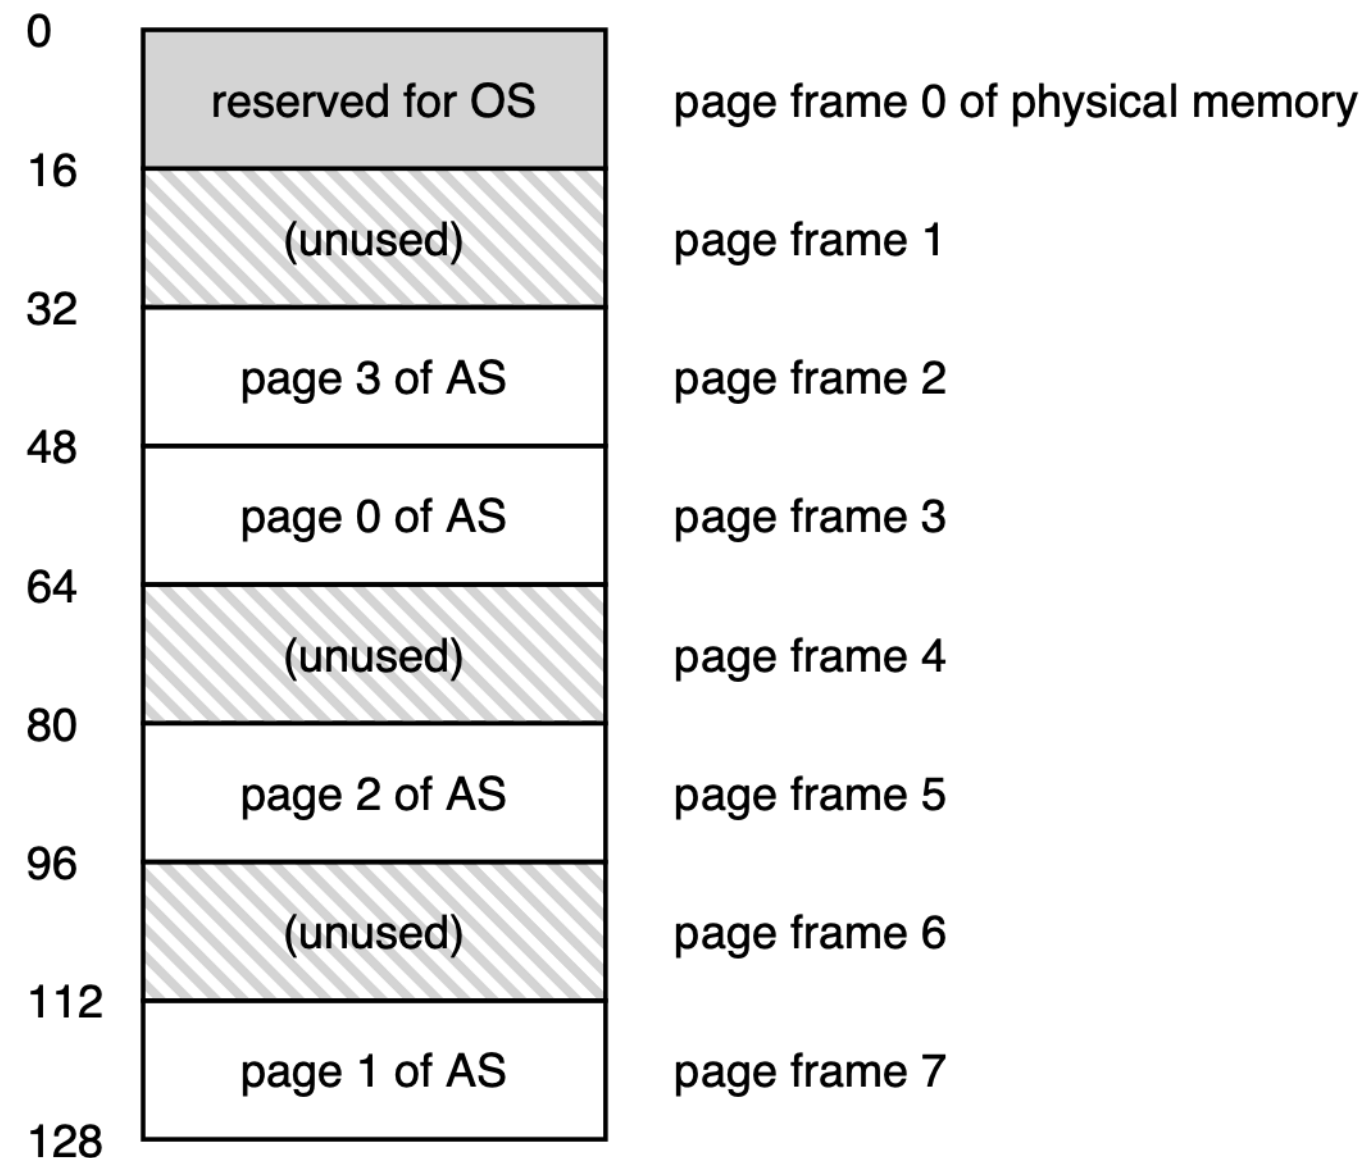 0
reserved for OS page frame 0 of physical memory
16
(unused) page frame 1
32
page 3 of AS page frame 2
48
page 0 of AS page frame 3
64
(unused) page frame 4
80
page 2 of AS page frame 5
96
(unused) page frame 6
112
page 1 of AS page frame 7
128